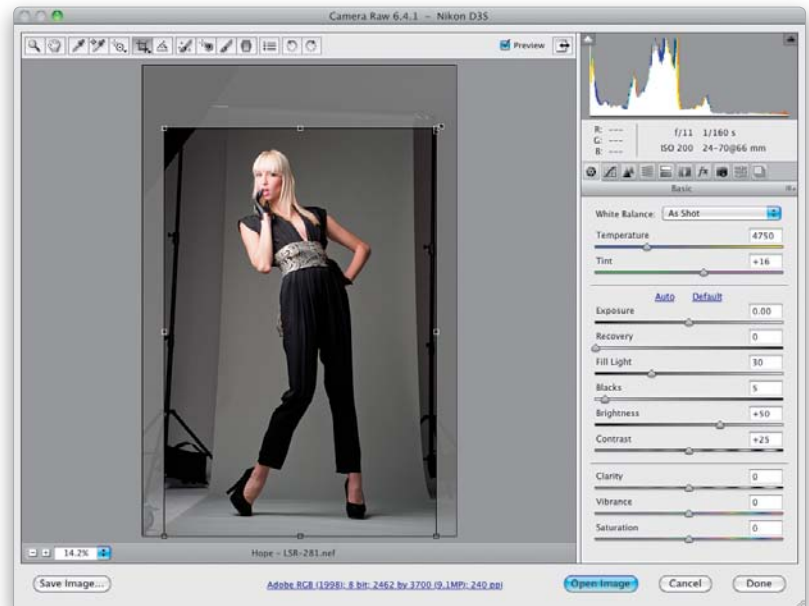 Camera Raw 6.4.1 – Nikon D3S
Preview
R: ---
G: ---
B: ---
f/11 1/160 s
ISO 200 24-70@66 mm
fx
Basic
White Balance: As Shot
Temperature 4750
Tint +16
Auto Default
Exposure 0.00
Recovery 0
Fill Light 30
Blacks 5
Brightness +50
Contrast +25
Clarity 0
Vibrance 0
Saturation 0
14.2%
Hope – LSR-281.nef
Save Image...
Adobe RGB (1998); 8 bit; 2462 by 3700 (9.1MP); 240 ppi
Open Image
Cancel
Done